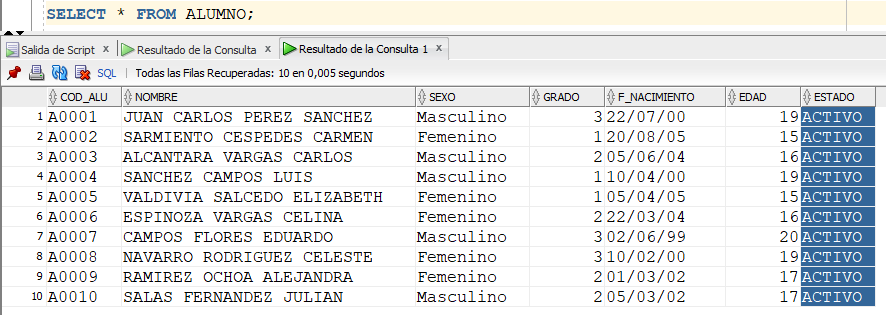 SELECT * FROM ALUMNO;
Salida de Script x Resultado de la Consulta x Resultado de la Consulta 1 x
SQL | Todas las Filas Recuperadas: 10 en 0,005 segundos
COD_ALU NOMBRE SEXO GRADO F_NACIMIENTO EDAD ESTADO
1 A0001 JUAN CARLOS PEREZ SANCHEZ Masculino 3 22/07/00 19 ACTIVO
2 A0002 SARMIENTO CESPEDES CARMEN Femenino 1 20/08/05 15 ACTIVO
3 A0003 ALCANTARA VARGAS CARLOS Masculino 2 05/06/04 16 ACTIVO
4 A0004 SANCHEZ CAMPOS LUIS Masculino 1 10/04/00 19 ACTIVO
5 A0005 VALDIVIA SALCEDO ELIZABETH Femenino 1 05/04/05 15 ACTIVO
6 A0006 ESPINOZA VARGAS CELINA Femenino 2 22/03/04 16 ACTIVO
7 A0007 CAMPOS FLORES EDUARDO Masculino 3 02/06/99 20 ACTIVO
8 A0008 NAVARRO RODRIGUEZ CELESTE Femenino 3 10/02/00 19 ACTIVO
9 A0009 RAMIREZ OCHOA ALEJANDRA Femenino 2 01/03/02 17 ACTIVO
10 A0010 SALAS FERNANDEZ JULIAN Masculino 2 05/03/02 17 ACTIVO